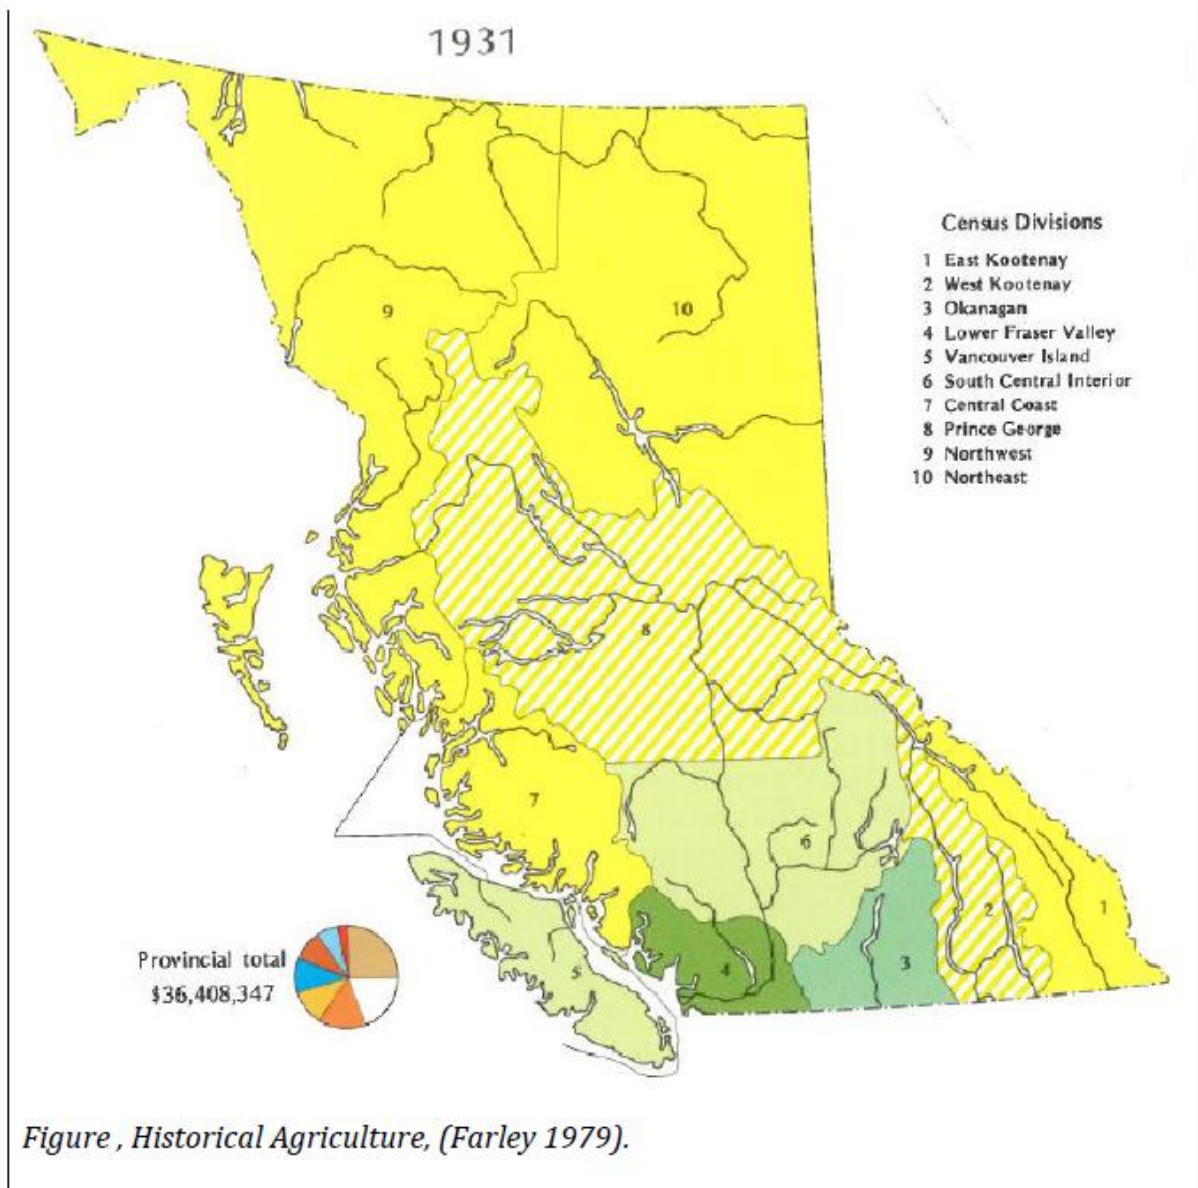 1931
Census Divisions
1 East Kootenay
2 West Kootenay
3 Okanagan
4 Lower Fraser Valley
5 Vancouver Island
6 South Central Interior
7 Central Coast
8 Prince George
9 Northwest
10 Northeast
9
10
8
7
6
2
1
5
4
3
Provincial total
$36,408,347
Figure , Historical Agriculture, (Farley 1979).